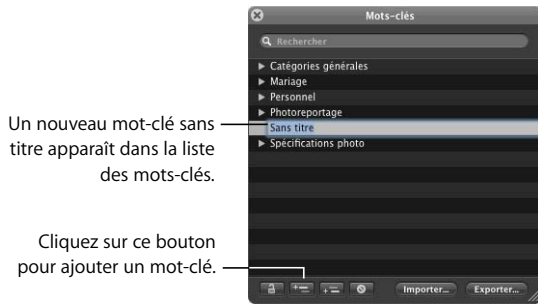 Mots-clés
Rechercher
Catégories générales
Mariage
Personnel
Photoreportage
Sans titre
Spécifications photo
Un nouveau mot-clé sans
titre apparaît dans la liste
des mots-clés.
Cliquez sur ce bouton
pour ajouter un mot-clé.
Importer...
Exporter...